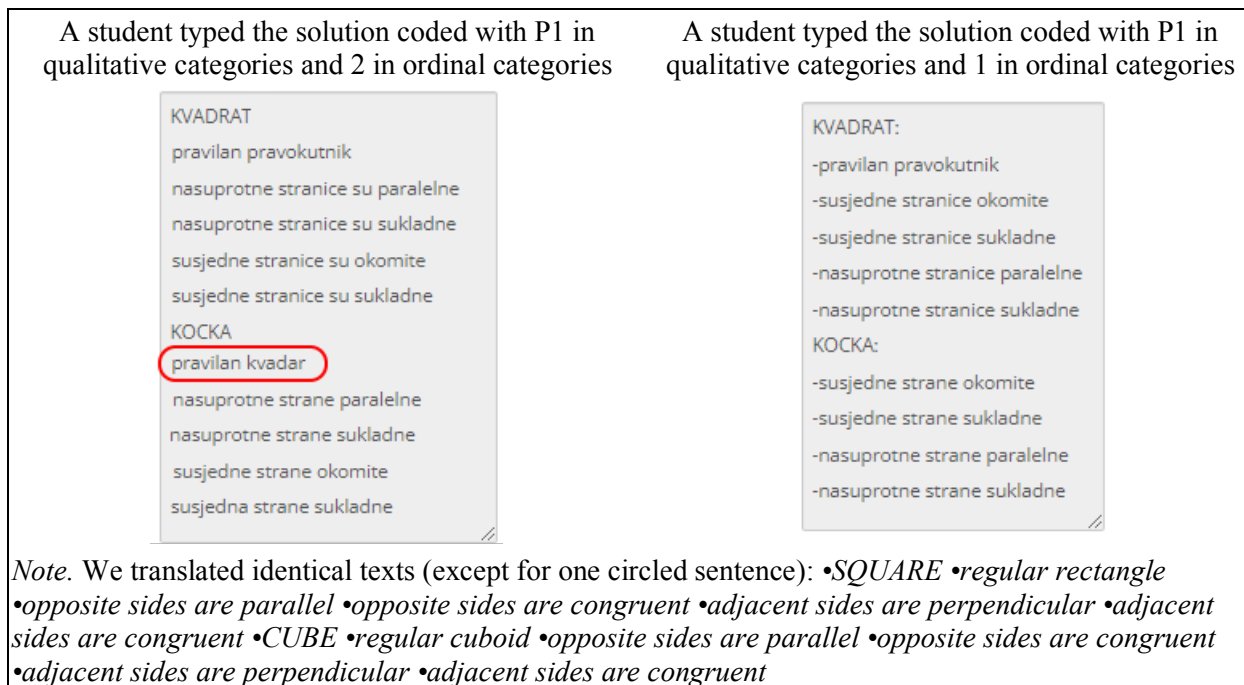 A student typed the solution coded with P1 in
qualitative categories and 2 in ordinal categories
KVADRAT
pravilan pravokutnik
nasuprotne stranice su paralelne
nasuprotne stranice su sukladne
susjedne stranice su okomite
susjedne stranice su sukladne
KOCKA
pravilan kvadar
nasuprotne strane paralelne
nasuprotne strane sukladne
susjedne strane okomite
susjedna strane sukladne
A student typed the solution coded with P1 in
qualitative categories and 1 in ordinal categories
KVADRAT:
-pravilan pravokutnik
-susjedne stranice okomite
-susjedne stranice sukladne
-nasuprotne stranice paralelne
-nasuprotne stranice sukladne
KOCKA:
-susjedne strane okomite
-susjedne strane sukladne
-nasuprotne strane paralelne
-nasuprotne strane sukladne
Note. We translated identical texts (except for one circled sentence): •SQUARE •regular rectangle
•opposite sides are parallel •opposite sides are congruent •adjacent sides are perpendicular •adjacent
sides are congruent •CUBE •regular cuboid •opposite sides are parallel •opposite sides are congruent
•adjacent sides are perpendicular •adjacent sides are congruent